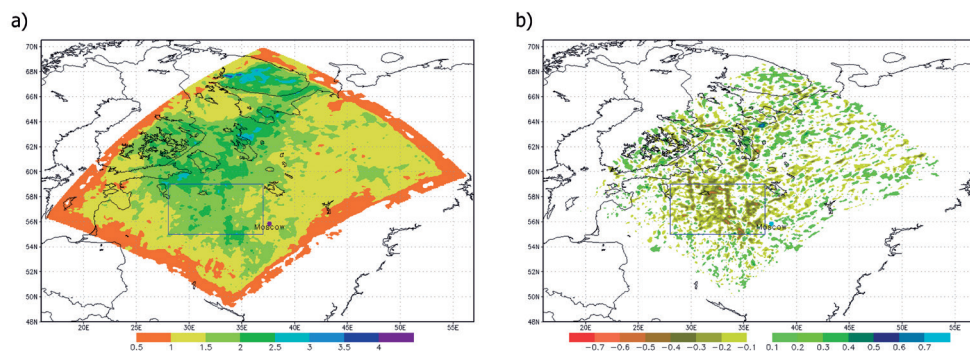 a)
70N
68N
66N
64N
62N
60N
58N
56N
54N
52N
50N
48N
Moscow
20E 25E 30E 35E 40E 45E 50E 55E
0.5 1 1.5 2 2.5 3 3.5 4
b)
70N
68N
66N
64N
62N
60N
58N
56N
54N
52N
50N
48N
Moscow
20E 25E 30E 35E 40E 45E 50E 55E
−0.7 −0.6 −0.5 −0.4 −0.3 −0.2 −0.1 0.1 0.2 0.3 0.4 0.5 0.6 0.7